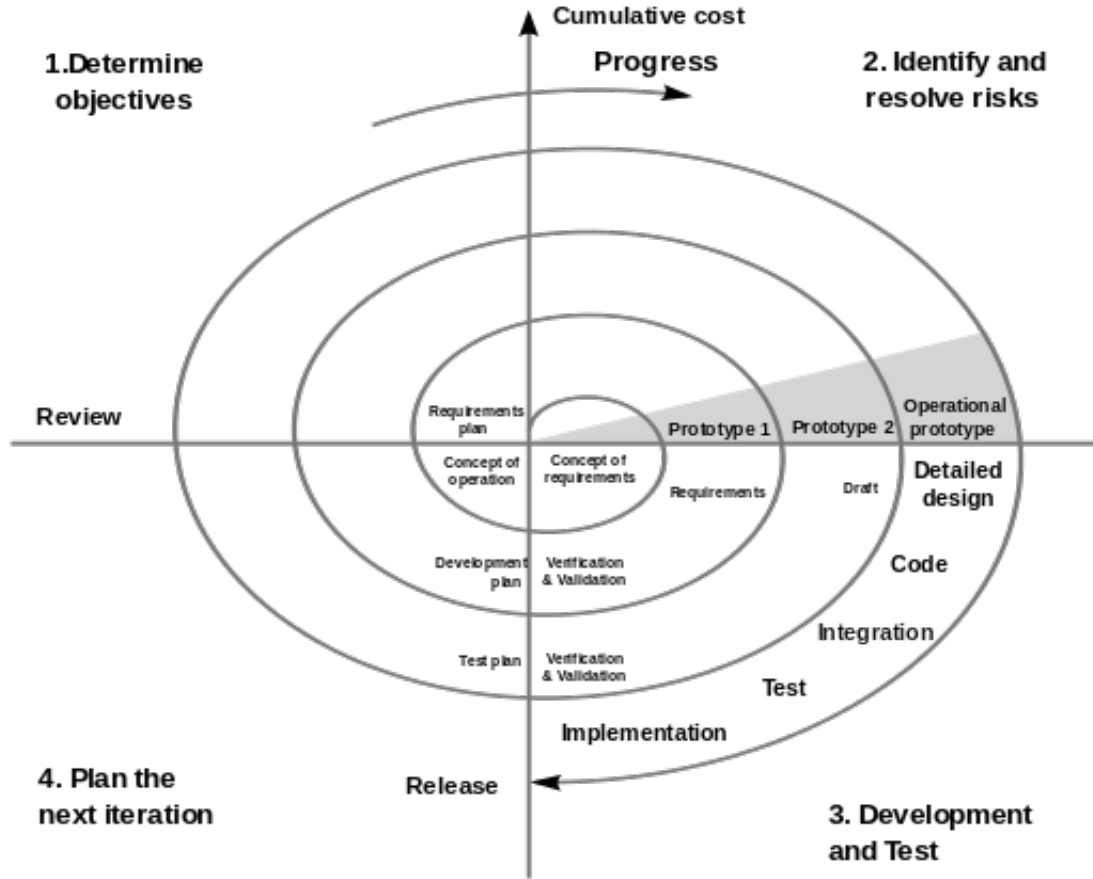 Cumulative cost
Progress
1.Determine
objectives
2. Identify and
resolve risks
Review
Requirements
plan
Prototype 1
Prototype 2
Operational
prototype
Concept of
operation
Concept of
requirements
Requirements
Draft
Detailed
design
Development
plan
Verification
& Validation
Code
Integration
Test plan
Verification
& Validation
Test
Implementation
Release
4. Plan the
next iteration
3. Development
and Test